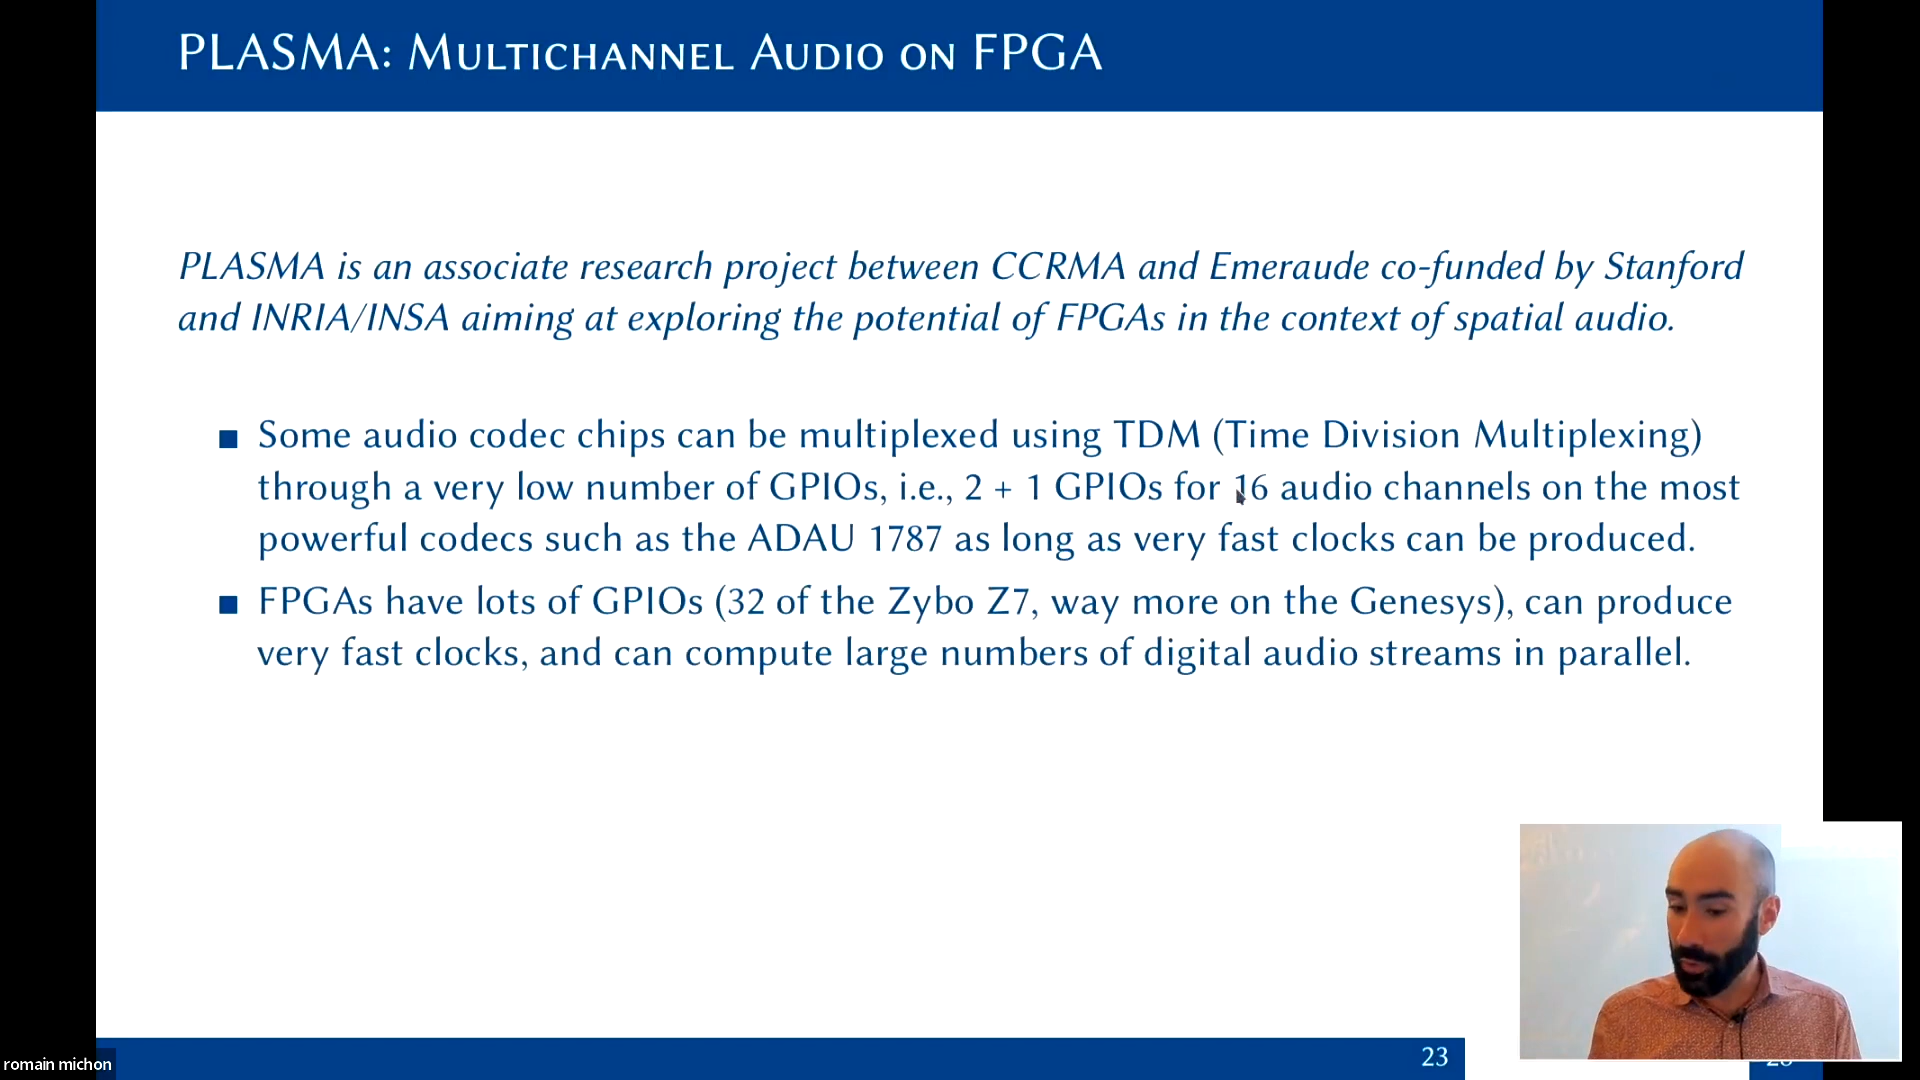 PLASMA: Multichannel Audio on FPGA
PLASMA is an associate research project between CCRMA and Emeraude co-funded by Stanford
and INRIA/INSA aiming at exploring the potential of FPGAs in the context of spatial audio.
■ Some audio codec chips can be multiplexed using TDM (Time Division Multiplexing)
through a very low number of GPIOs, i.e., 2 + 1 GPIOs for 16 audio channels on the most
powerful codecs such as the ADAU 1787 as long as very fast clocks can be produced.
■ FPGAs have lots of GPIOs (32 of the Zybo Z7, way more on the Genesys), can produce
very fast clocks, and can compute large numbers of digital audio streams in parallel.
23
romain michon